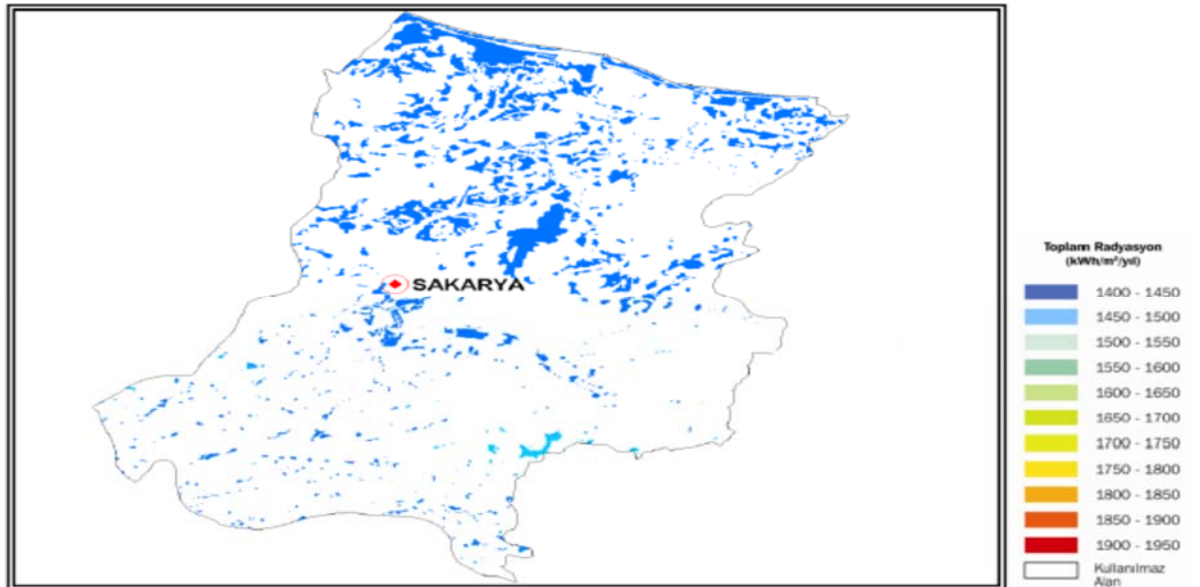 SAKARYA
Toplam Radyasyon
(kWh/m²/yıl)
1400 - 1450
1450 - 1500
1500 - 1550
1550 - 1600
1600 - 1650
1650 - 1700
1700 - 1750
1750 - 1800
1800 - 1850
1850 - 1900
1900 - 1950
Kullanılmaz
Alan